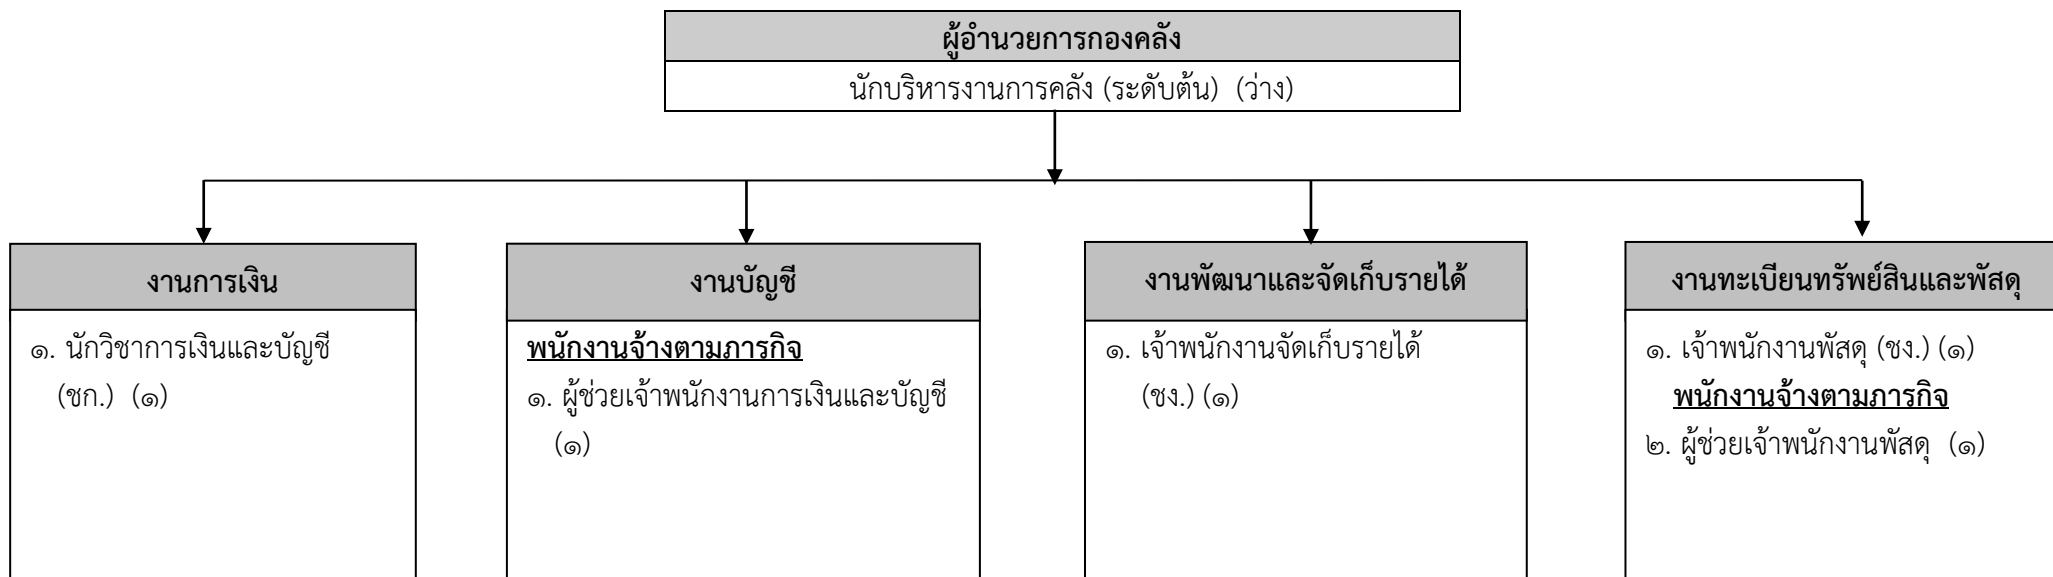 ผู้อำนวยการกองคลัง
นักบริหารงานการคลัง (ระดับต้น) (ว่าง)
งานการเงิน
๑. นักวิชาการเงินและบัญชี
(ชก.) (๑)
งานบัญชี
พนักงานจ้างตามภารกิจ
๑. ผู้ช่วยเจ้าพนักงานการเงินและบัญชี
(๑)
งานพัฒนาและจัดเก็บรายได้
๑. เจ้าพนักงานจัดเก็บรายได้
(ชง.) (๑)
งานทะเบียนทรัพย์สินและพัสดุ
๑. เจ้าพนักงานพัสดุ (ชง.) (๑)
พนักงานจ้างตามภารกิจ
๒. ผู้ช่วยเจ้าพนักงานพัสดุ (๑)